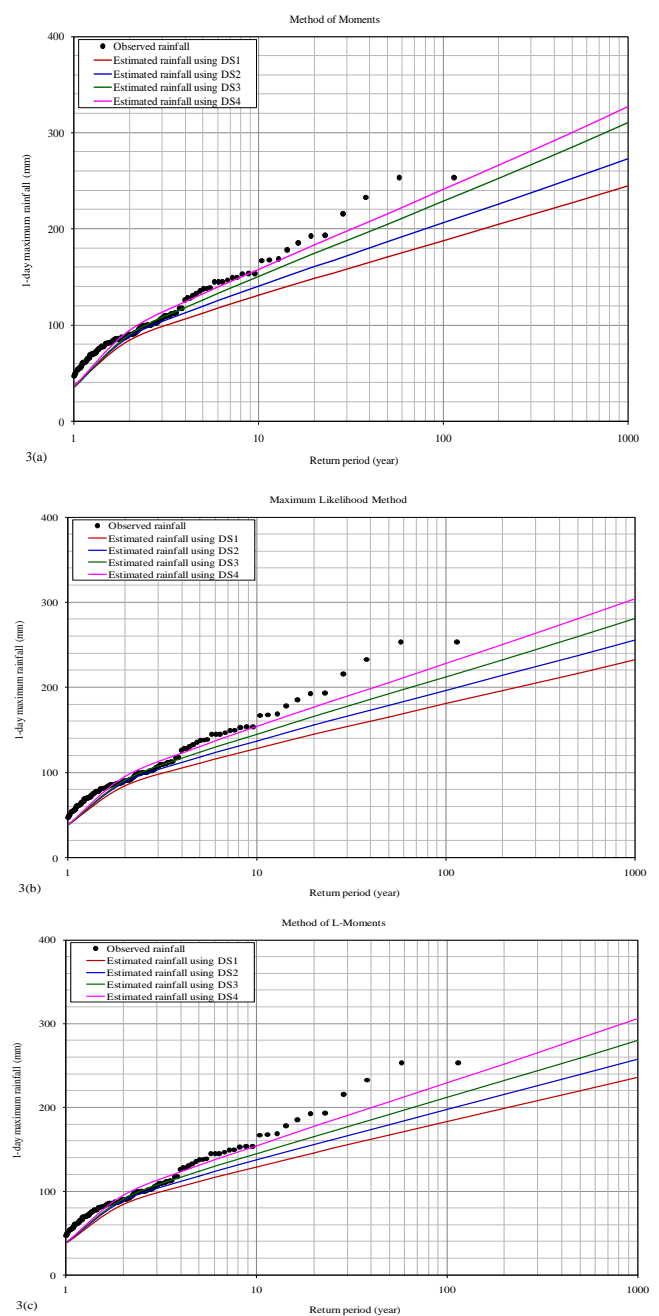 Method of Moments
Observed rainfall
Estimated rainfall using DS1
Estimated rainfall using DS2
Estimated rainfall using DS3
Estimated rainfall using DS4
400
300
200
100
0
1-day maximum rainfall (mm)
1 10 100 1000
3(a)
Return period (year)
Maximum Likelihood Method
Observed rainfall
Estimated rainfall using DS1
Estimated rainfall using DS2
Estimated rainfall using DS3
Estimated rainfall using DS4
400
300
200
100
0
1-day maximum rainfall (mm)
1 10 100 1000
3(b)
Return period (year)
Method of L-Moments
Observed rainfall
Estimated rainfall using DS1
Estimated rainfall using DS2
Estimated rainfall using DS3
Estimated rainfall using DS4
400
300
200
100
0
1-day maximum rainfall (mm)
1 10 100 1000
3(c)
Return period (year)